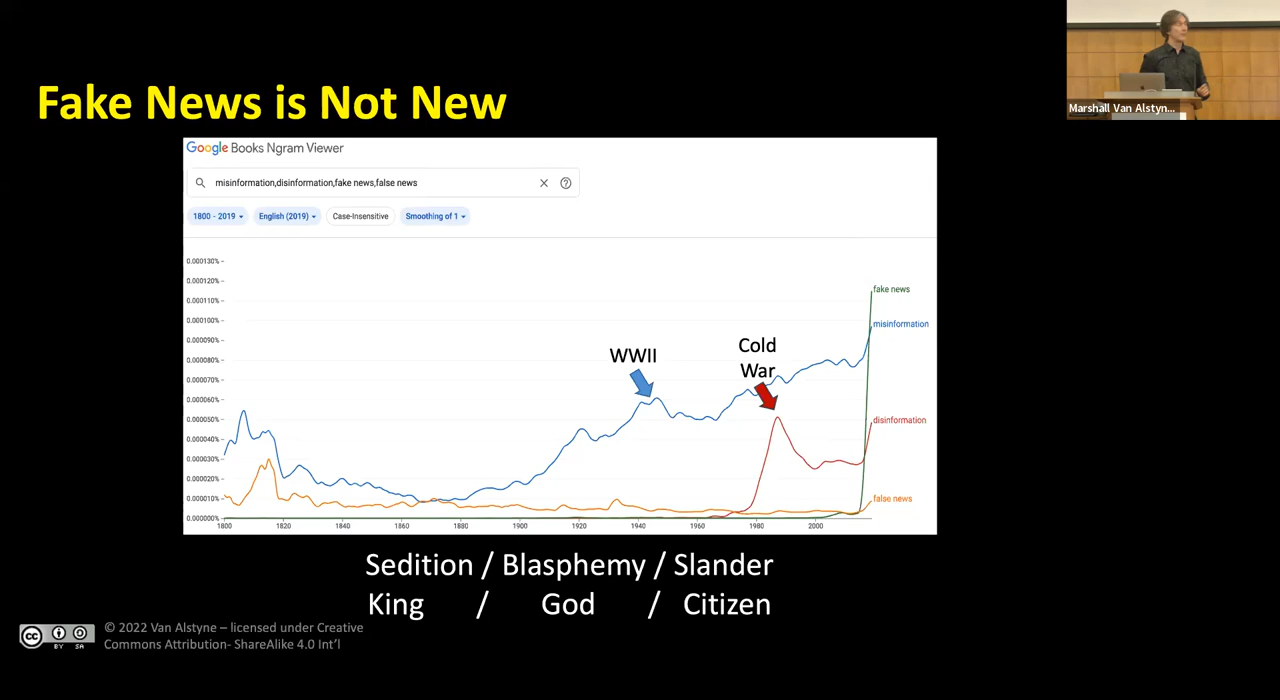 Fake News is Not New
Marshall Van Alstyn...
Google Books Ngram Viewer
misinformation,disinformation,fake news,false news
1800 - 2019
English (2019)
Case-Insensitive
Smoothing of 1
0.000130%
0.000120%
0.000110%
0.000100%
0.000090%
0.000080%
0.000070%
0.000060%
0.000050%
0.000040%
0.000030%
0.000020%
0.000010%
0.000000%
WWII
Cold
War
fake news
misinformation
disinformation
false news
1800 1820 1840 1860 1880 1900 1920 1940 1960 1980 2000
Sedition / Blasphemy / Slander
King / God / Citizen
cc BY SA
© 2022 Van Alstyne – licensed under Creative
Commons Attribution- ShareAlike 4.0 Int'l